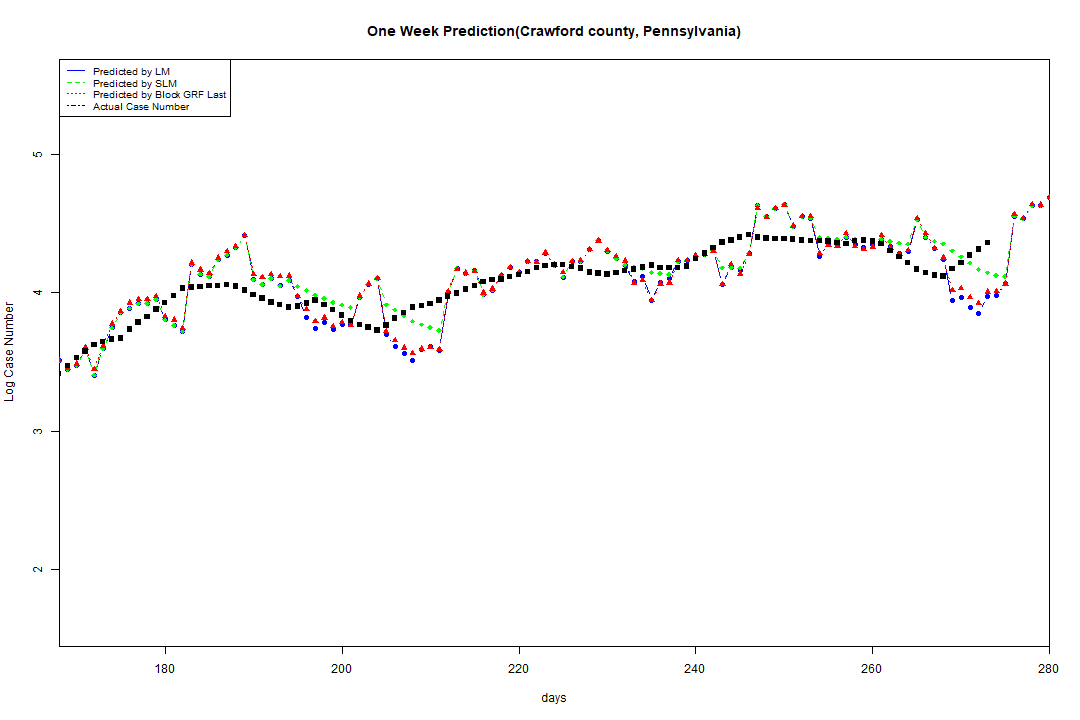 One Week Prediction(Crawford county, Pennsylvania)
Predicted by LM
Predicted by SLM
Predicted by Block GRF Last
Actual Case Number
5
4
3
2
Log Case Number
180 200 220 240 260 280
days